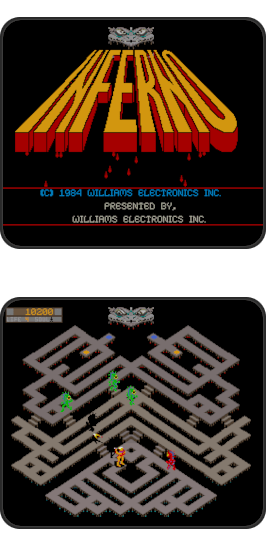 INFERNO
(C) 1984 WILLIAMS ELECTRONICS INC.
PRESENTED BY,
WILLIAMS ELECTRONICS INC.
10200